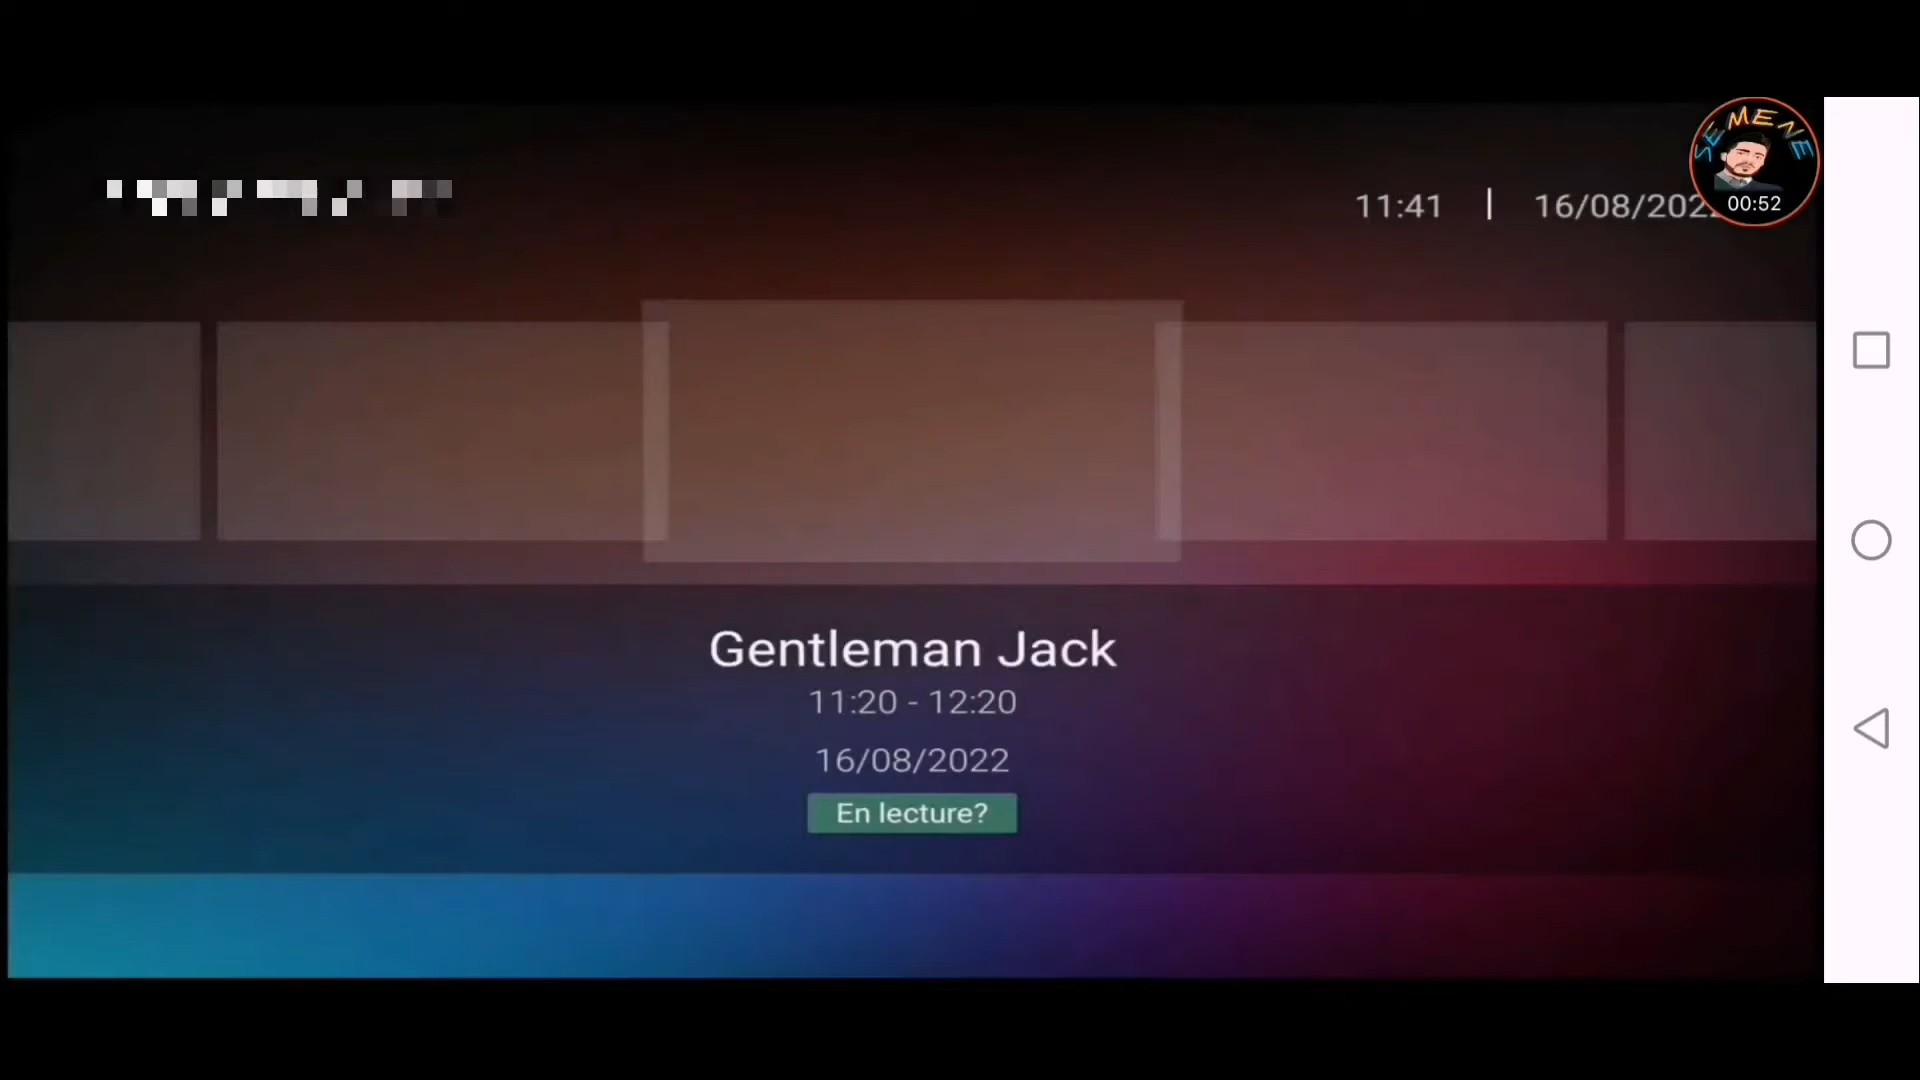 11:41 | 16/08/202
SEMENE
00:52
Gentleman Jack
11:20 - 12:20
16/08/2022
En lecture?